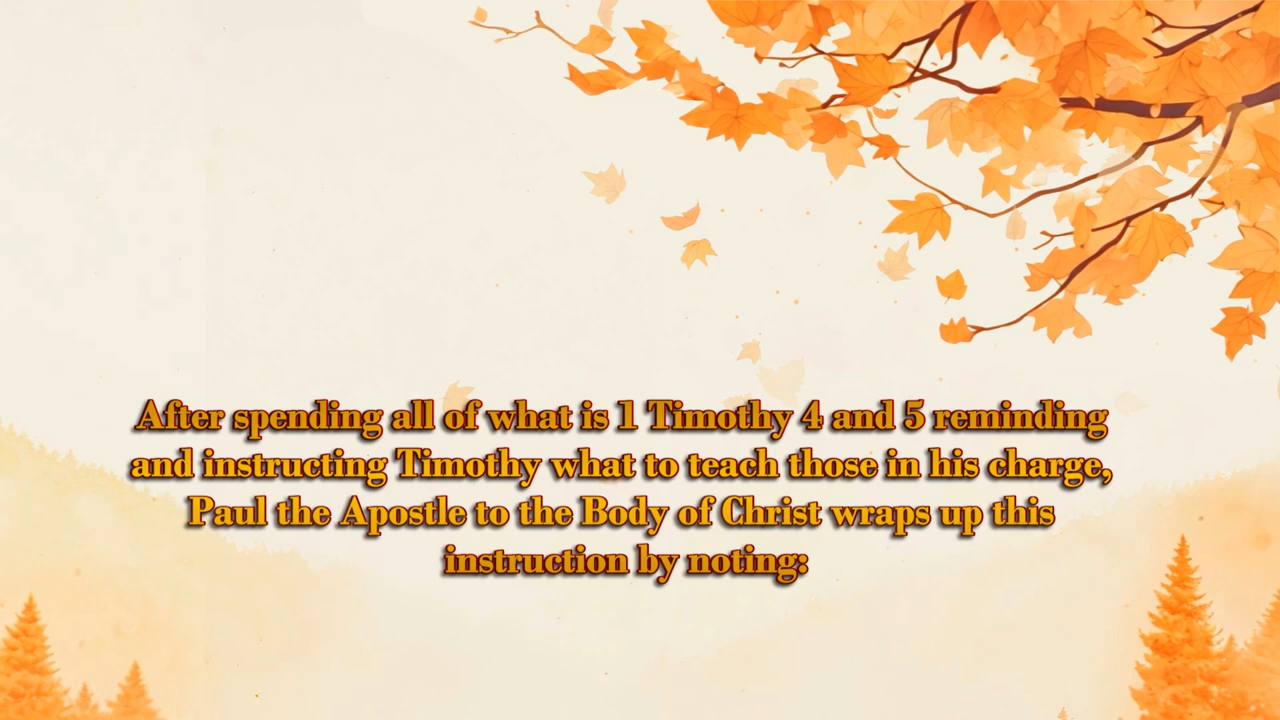 After spending all of what is 1 Timothy 4 and 5 reminding
and instructing Timothy what to teach those in his charge,
Paul the Apostle to the Body of Christ wraps up this
instruction by noting: